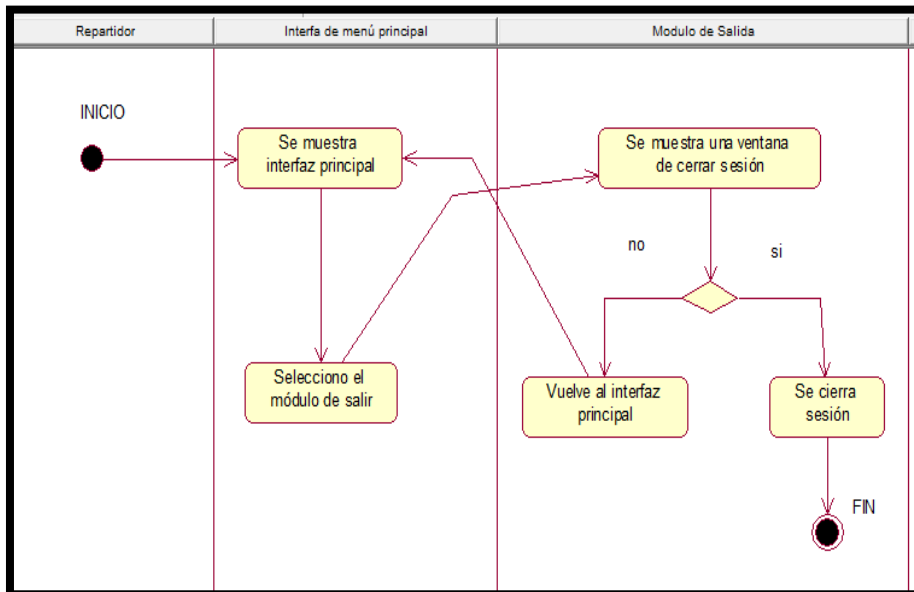 Repartidor
Interfa de menú principal
Modulo de Salida
INICIO
Se muestra
interfaz principal
Se muestra una ventana
de cerrar sesión
no
si
Selecciono el
módulo de salir
Vuelve al interfaz
principal
Se cierra
sesión
FIN